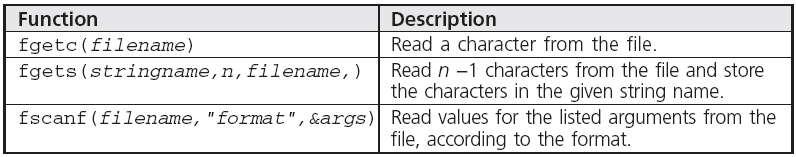 Function Description
fgetc(filename) Read a character from the file.
fgets(stringname,n,filename,) Read n –1 characters from the file and store
the characters in the given string name.
fscanf(filename,"format",&args) Read values for the listed arguments from the
file, according to the format.